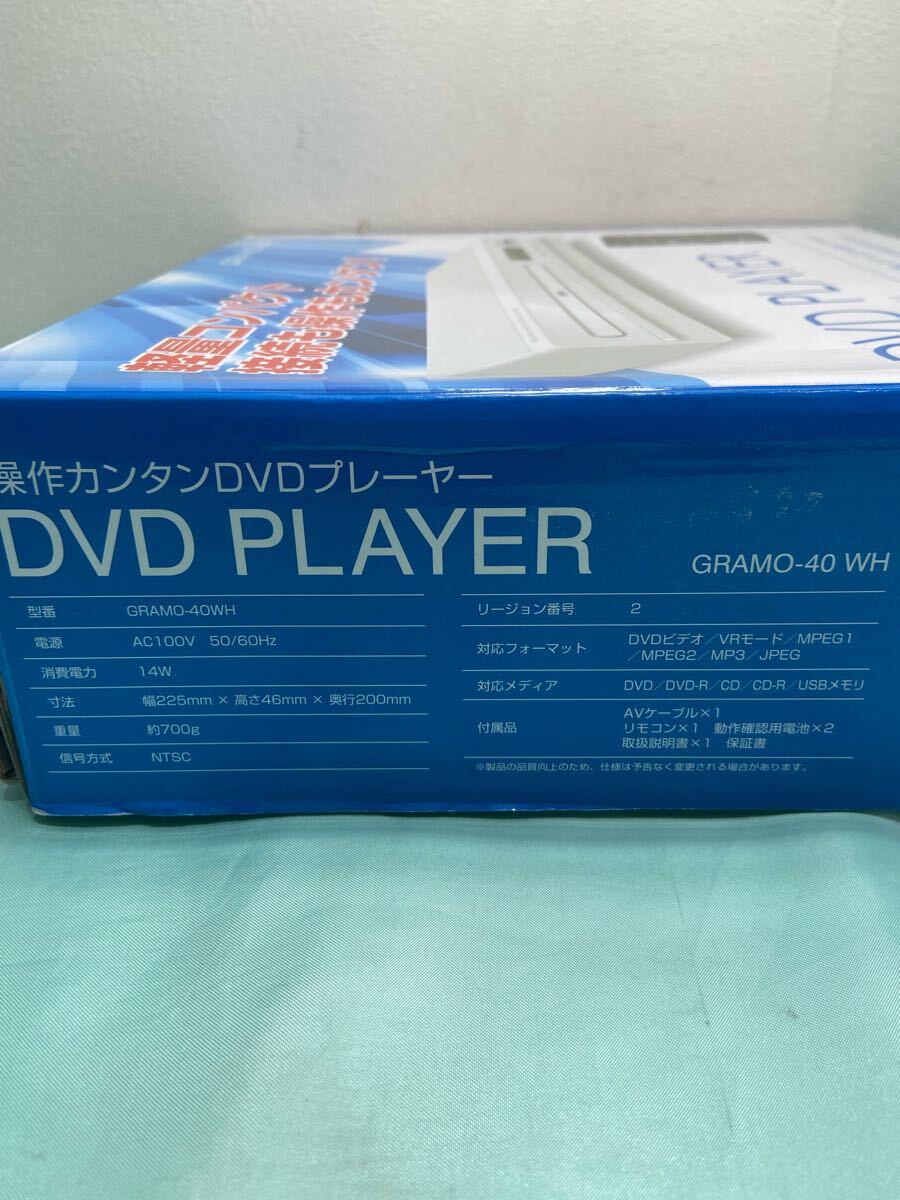 軽量コンパクト
DVD PLAYER
操作カンタンDVDプレーヤー
DVD PLAYER
GRAMO-40 WH
型番 GRAMO-40WH
電源 AC100V 50/60Hz
消費電力 14W
寸法 幅225mm × 高さ46mm × 奥行200mm
重量 約700g
信号方式 NTSC
リージョン番号 2
対応フォーマット DVDビデオ／VRモード／MPEG1
／MPEG2／MP3／JPEG
対応メディア DVD／DVD-R／CD／CD-R／USBメモリ
付属品 AVケーブル×1
リモコン×1 動作確認用電池×2
取扱説明書×1 保証書
※製品の品質向上のため、仕様は予告なく変更される場合があります。